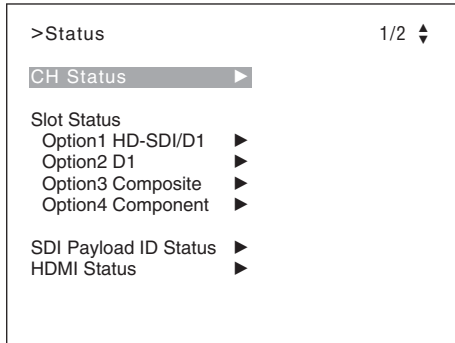 >Status 1/2
CH Status
Slot Status
Option1 HD-SDI/D1
Option2 D1
Option3 Composite
Option4 Component
SDI Payload ID Status
HDMI Status